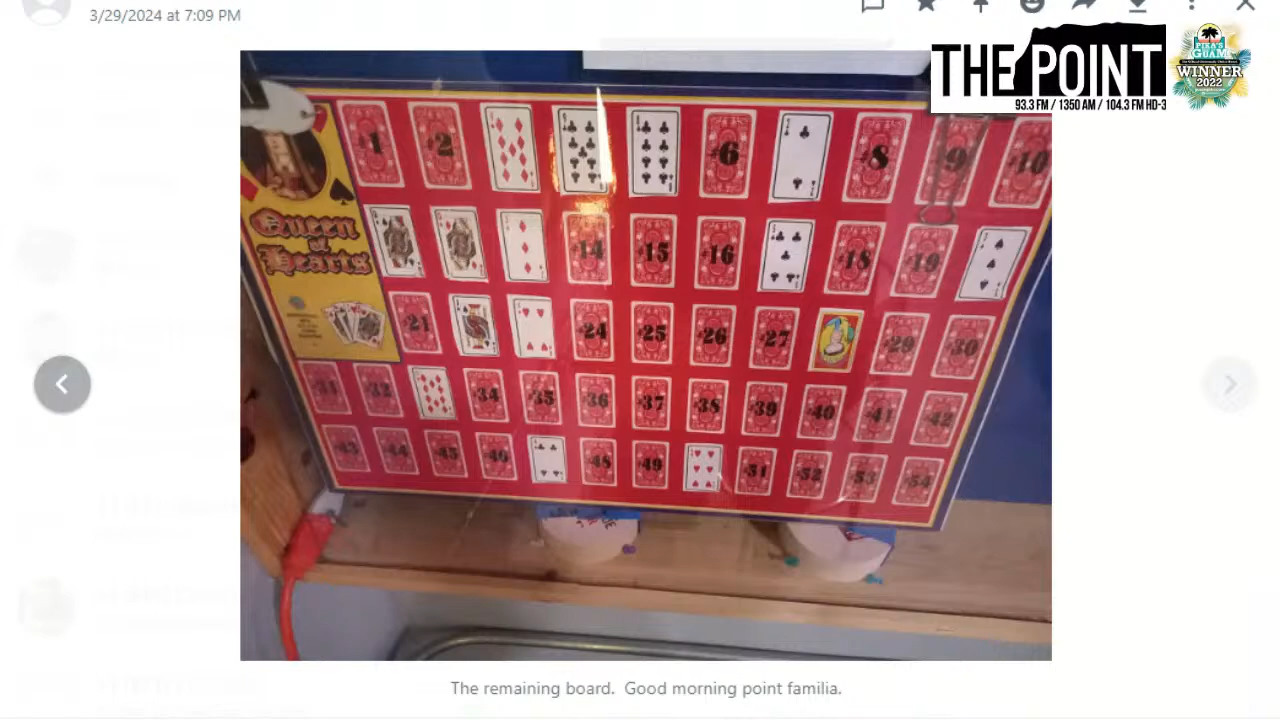 3/29/2024 at 7:09 PM
THE POINT
93.3 FM / 1350 AM / 104.3 FM HD-3
PIKA'S
GUAM
WINNER
2022
Queen
of
Hearts
#1 #2 #6 #8 #9 #10
#14 #15 #16 #18 #19
#21 #24 #25 #26 #27 #29 #30
#31 #32 #34 #35 #36 #37 #38 #39 #40 #41 #42
#43 #44 #45 #46 #48 #49 #51 #52 #53 #54
The remaining board. Good morning point familia.